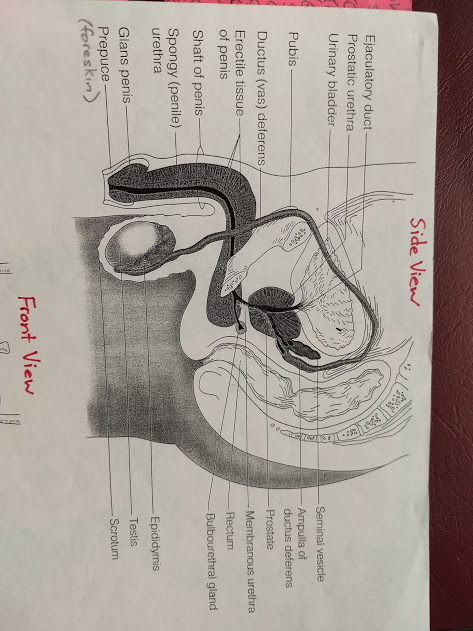 Side View
Ejaculatory duct
Prostatic urethra
Urinary bladder
Pubis
Ductus (vas) deferens
Erectile tissue
of penis
Shaft of penis
Spongy (penile)
urethra
Glans penis
Prepuce
(foreskin)
Seminal vesicle
Ampulla of
ductus deferens
Prostate
Membranous urethra
Rectum
Bulbourethral gland
Epididymis
Testis
Scrotum
Front View